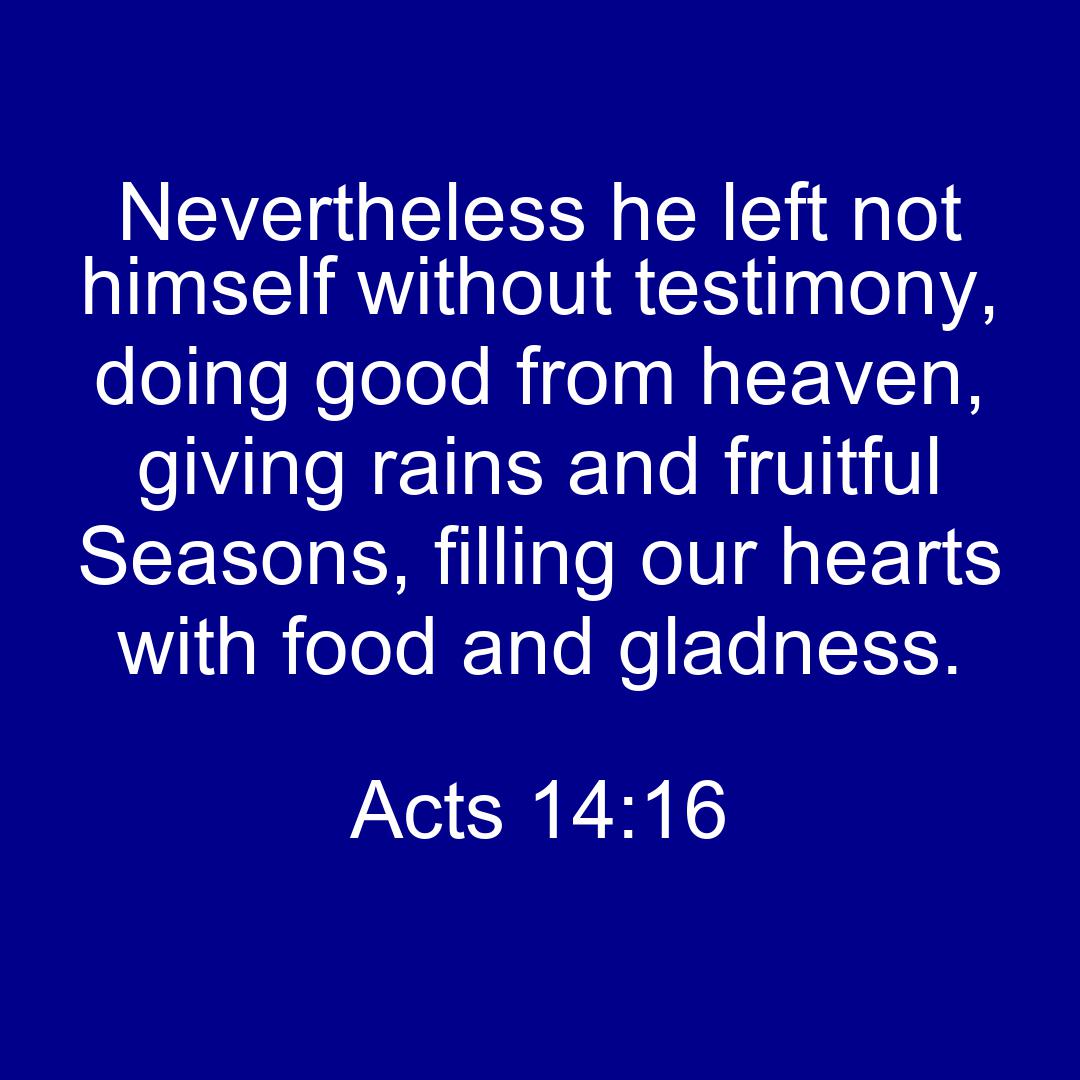 Nevertheless he left not
himself without testimony,
doing good from heaven,
giving rains and fruitful
Seasons, filling our hearts
with food and gladness.
Acts 14:16